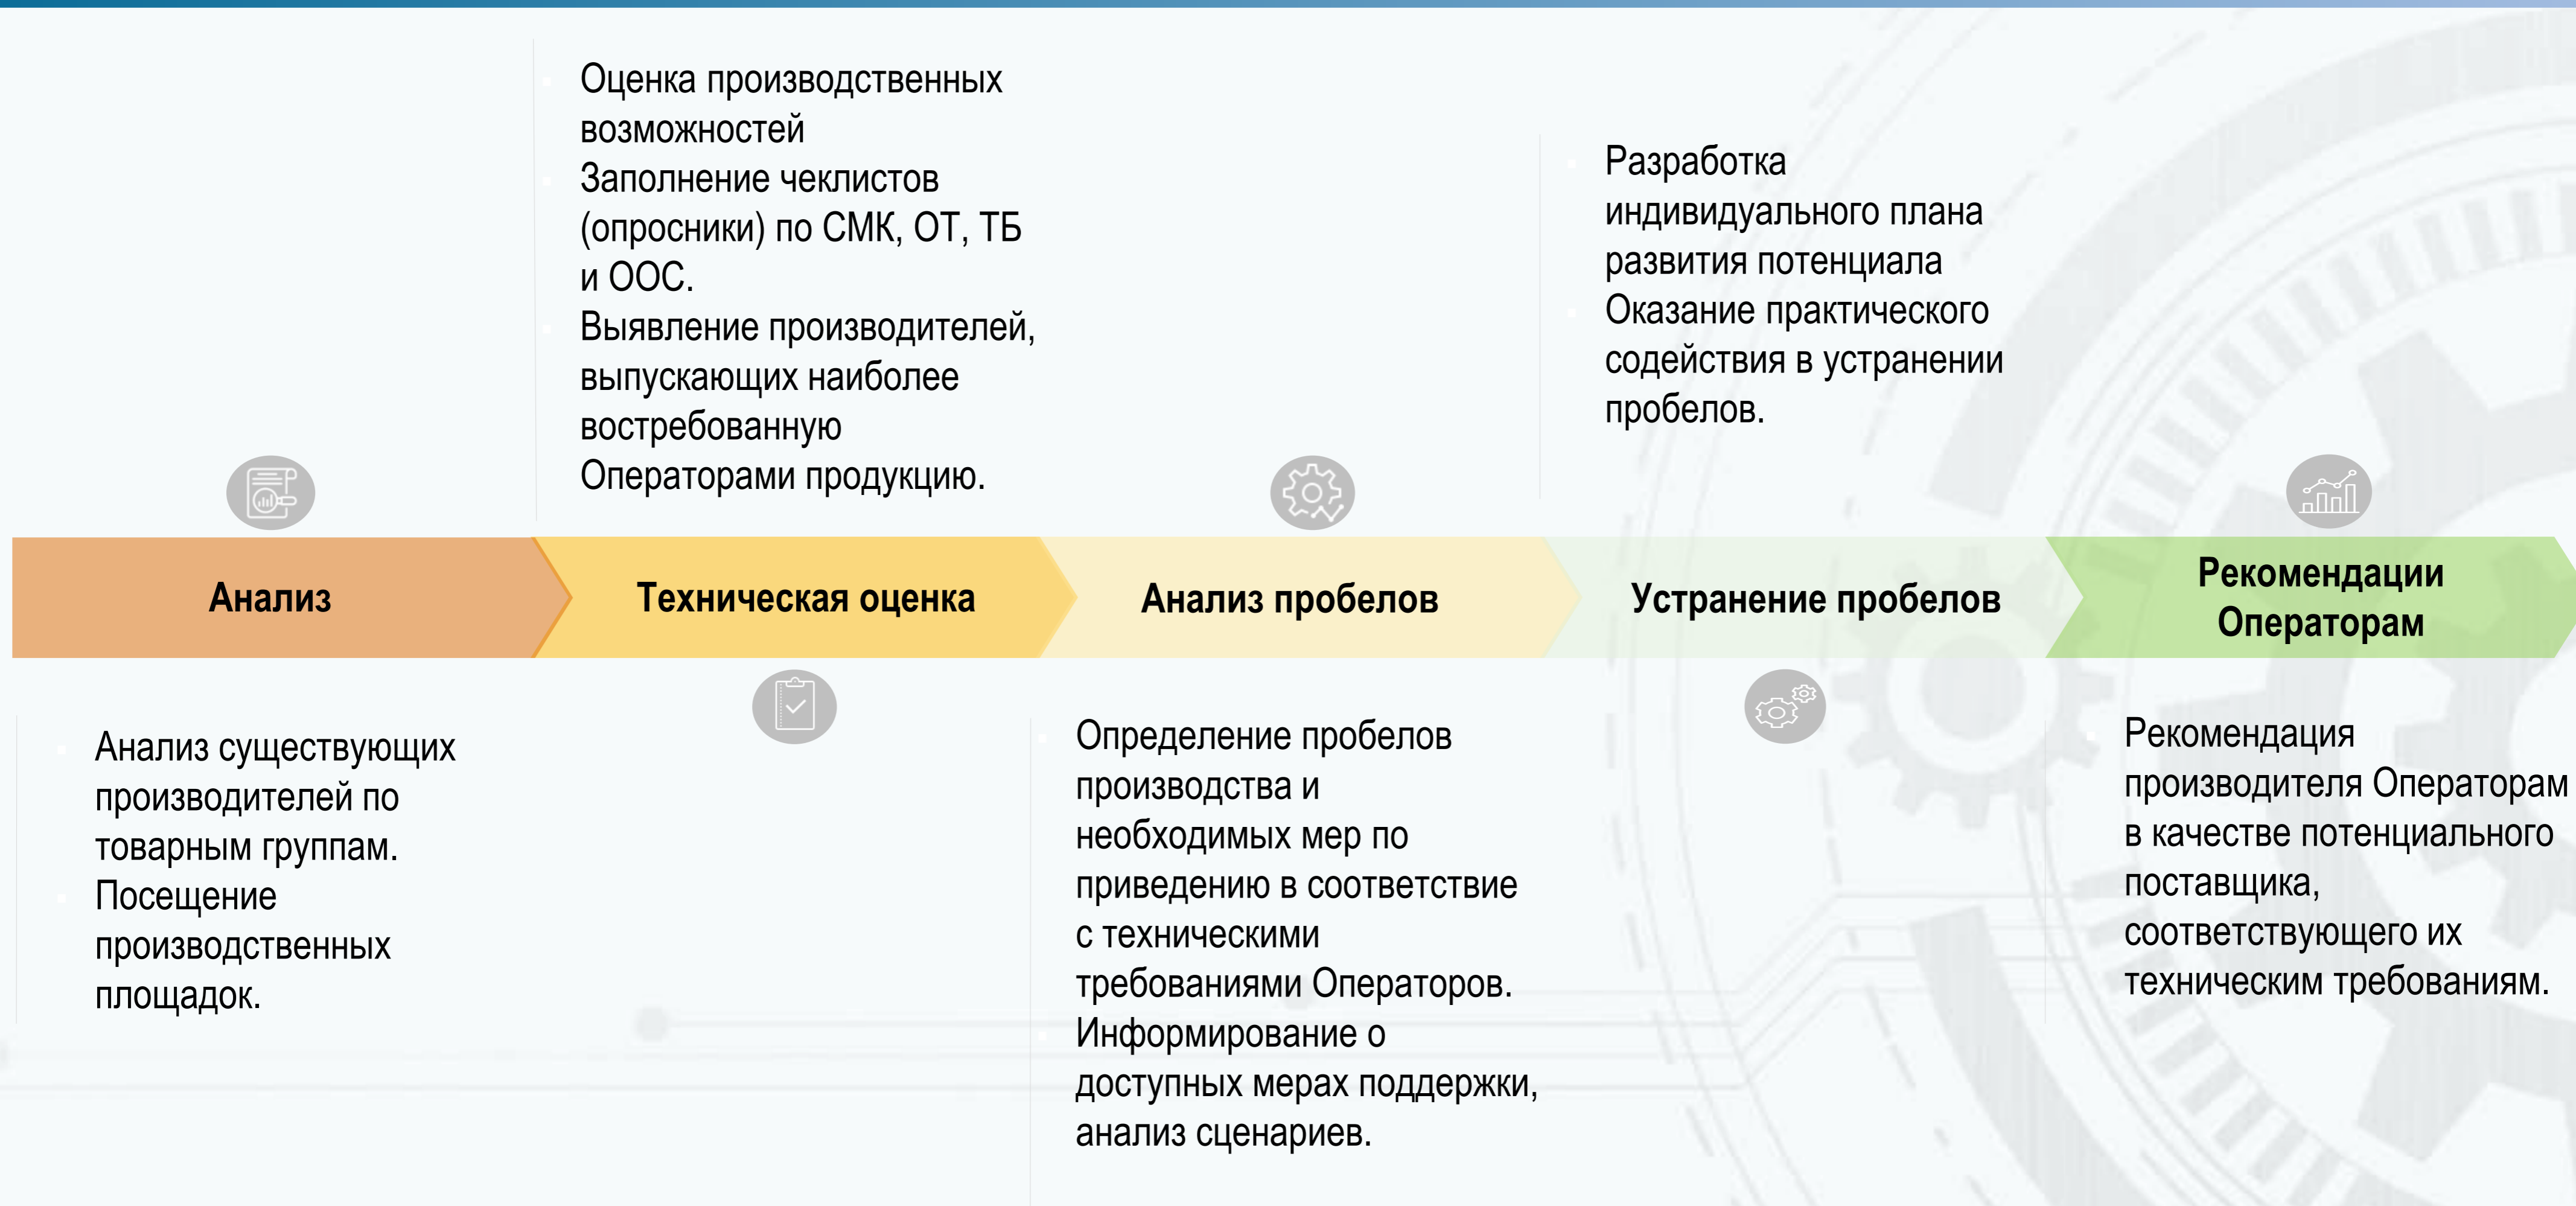 Оценка производственных
возможностей
Заполнение чеклистов
(опросники) по СМК, ОТ, ТБ
и ООС.
Выявление производителей,
выпускающих наиболее
востребованную
Операторами продукцию.
Разработка
индивидуального плана
развития потенциала
Оказание практического
содействия в устранении
пробелов.
Анализ
Техническая оценка
Анализ пробелов
Устранение пробелов
Рекомендации
Операторам
Анализ существующих
производителей по
товарным группам.
Посещение
производственных
площадок.
Определение пробелов
производства и
необходимых мер по
приведению в соответствие
с техническими
требованиями Операторов.
Информирование о
доступных мерах поддержки,
анализ сценариев.
Рекомендация
производителя Операторам
в качестве потенциального
поставщика,
соответствующего их
техническим требованиям.